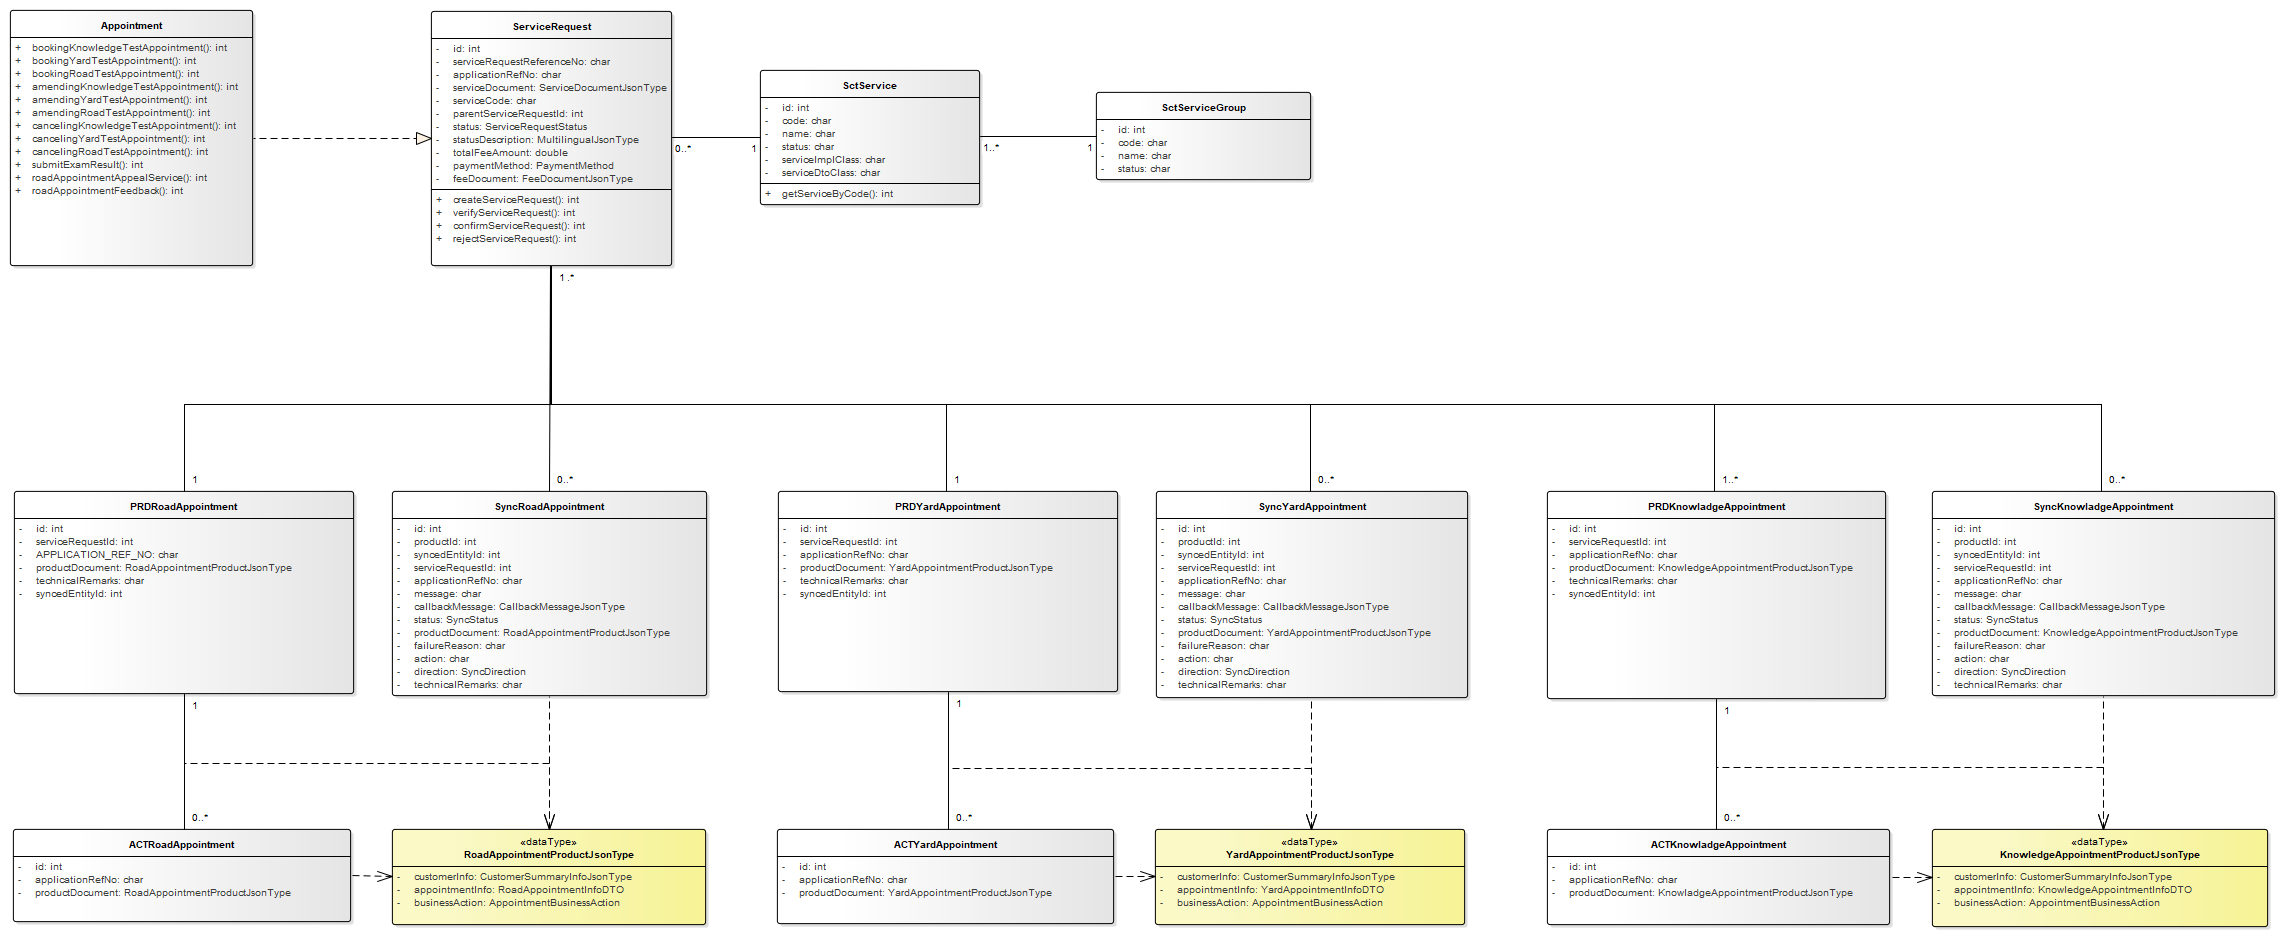 Appointment
+ bookingKnowledgeTestAppointment(): int
+ bookingYardTestAppointment(): int
+ bookingRoadTestAppointment(): int
+ amendingKnowledgeTestAppointment(): int
+ amendingYardTestAppointment(): int
+ amendingRoadTestAppointment(): int
+ cancelingKnowledgeTestAppointment(): int
+ cancelingYardTestAppointment(): int
+ cancelingRoadTestAppointment(): int
+ submitExamResult(): int
+ roadAppointmentAppealService(): int
+ roadAppointmentFeedback(): int
ServiceRequest
- id: int
- serviceRequestReferenceNo: char
- applicationRefNo: char
- serviceDocument: ServiceDocumentJsonType
- serviceCode: char
- parentServiceRequestId: int
- status: ServiceRequestStatus
- statusDescription: MultilingualJsonType
- totalFeeAmount: double
- paymentMethod: PaymentMethod
- feeDocument: FeeDocumentJsonType
+ createServiceRequest(): int
+ verifyServiceRequest(): int
+ confirmServiceRequest(): int
+ rejectServiceRequest(): int
0..*
1
SctService
- id: int
- code: char
- name: char
- status: char
- serviceImplClass: char
- serviceDtoClass: char
+ getServiceByCode(): int
1..*
1
SctServiceGroup
- id: int
- code: char
- name: char
- status: char
1..*
1
0..*
1
0..*
1..*
0..*
PRDRoadAppointment
- id: int
- serviceRequestId: int
- APPLICATION_REF_NO: char
- productDocument: RoadAppointmentProductJsonType
- technicalRemarks: char
- syncedEntityId: int
SyncRoadAppointment
- id: int
- productId: int
- syncedEntityId: int
- serviceRequestId: int
- applicationRefNo: char
- message: char
- callbackMessage: CallbackMessageJsonType
- status: SyncStatus
- productDocument: RoadAppointmentProductJsonType
- failureReason: char
- action: char
- direction: SyncDirection
- technicalRemarks: char
PRDYardAppointment
- id: int
- serviceRequestId: int
- applicationRefNo: char
- productDocument: YardAppointmentProductJsonType
- technicalRemarks: char
- syncedEntityId: int
SyncYardAppointment
- id: int
- productId: int
- syncedEntityId: int
- serviceRequestId: int
- applicationRefNo: char
- message: char
- callbackMessage: CallbackMessageJsonType
- status: SyncStatus
- productDocument: YardAppointmentProductJsonType
- failureReason: char
- action: char
- direction: SyncDirection
- technicalRemarks: char
PRDKnowladgeAppointment
- id: int
- serviceRequestId: int
- applicationRefNo: char
- productDocument: KnowledgeAppointmentProductJsonType
- technicalRemarks: char
- syncedEntityId: int
SyncKnowladgeAppointment
- id: int
- productId: int
- syncedEntityId: int
- serviceRequestId: int
- applicationRefNo: char
- message: char
- callbackMessage: CallbackMessageJsonType
- status: SyncStatus
- productDocument: KnowledgeAppointmentProductJsonType
- failureReason: char
- action: char
- direction: SyncDirection
- technicalRemarks: char
1
1
1
0..*
0..*
0..*
ACTRoadAppointment
- id: int
- applicationRefNo: char
- productDocument: RoadAppointmentProductJsonType
«dataType»
RoadAppointmentProductJsonType
- customerInfo: CustomerSummaryInfoJsonType
- appointmentInfo: RoadAppointmentInfoDTO
- businessAction: AppointmentBusinessAction
ACTYardAppointment
- id: int
- applicationRefNo: char
- productDocument: YardAppointmentProductJsonType
«dataType»
YardAppointmentProductJsonType
- customerInfo: CustomerSummaryInfoJsonType
- appointmentInfo: YardAppointmentInfoDTO
- businessAction: AppointmentBusinessAction
ACTKnowladgeAppointment
- id: int
- applicationRefNo: char
- productDocument: KnowladgeAppointmentProductJsonType
«dataType»
KnowledgeAppointmentProductJsonType
- customerInfo: CustomerSummaryInfoJsonType
- appointmentInfo: KnowledgeAppointmentInfoDTO
- businessAction: AppointmentBusinessAction